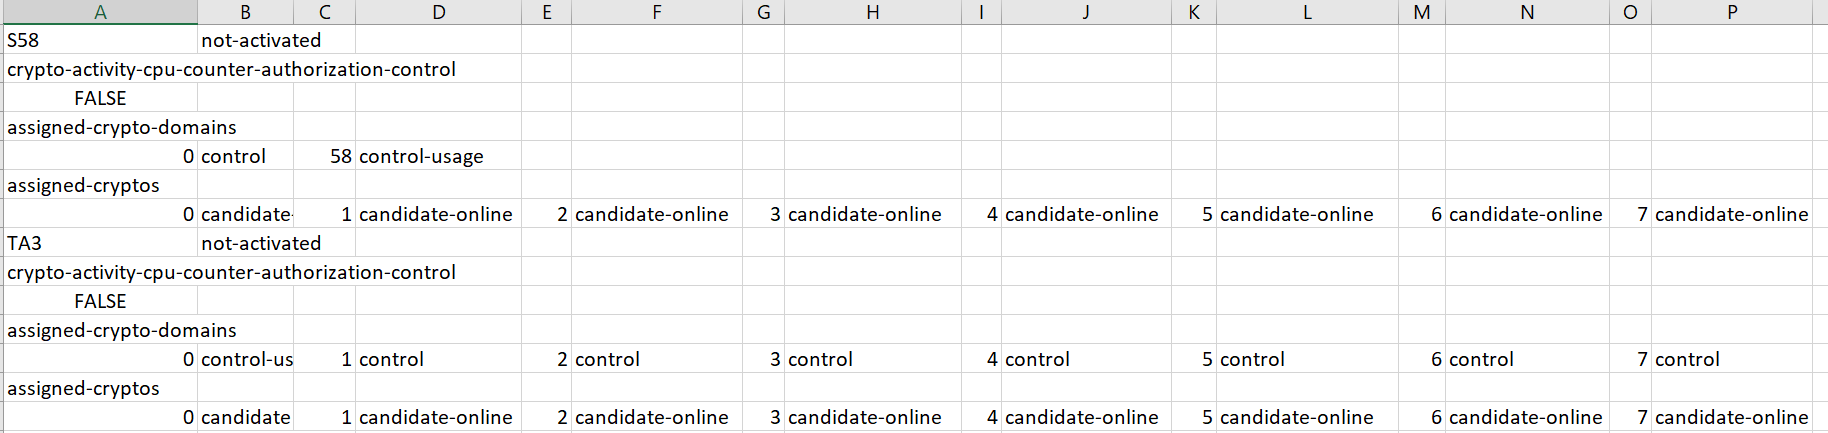 A B C D E F G H I J K L M N O P
S58 not-activated
crypto-activity-cpu-counter-authorization-control
FALSE
assigned-crypto-domains
0 control 58 control-usage
assigned-cryptos
0 candidate- 1 candidate-online 2 candidate-online 3 candidate-online 4 candidate-online 5 candidate-online 6 candidate-online 7 candidate-online
TA3 not-activated
crypto-activity-cpu-counter-authorization-control
FALSE
assigned-crypto-domains
0 control-us 1 control 2 control 3 control 4 control 5 control 6 control 7 control
assigned-cryptos
0 candidate 1 candidate-online 2 candidate-online 3 candidate-online 4 candidate-online 5 candidate-online 6 candidate-online 7 candidate-online